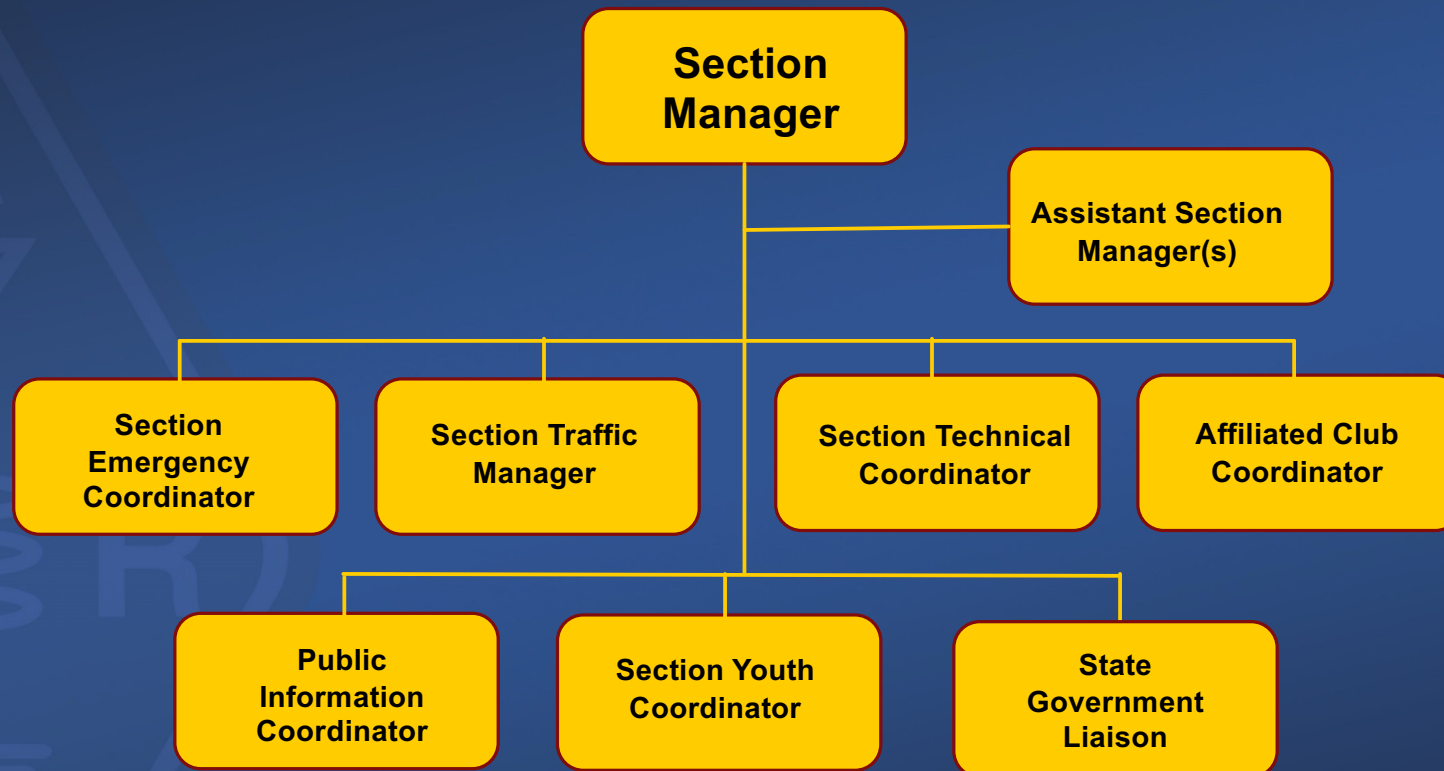 Section
Manager
Assistant Section
Manager(s)
Section
Emergency
Coordinator
Section Traffic
Manager
Section Technical
Coordinator
Affiliated Club
Coordinator
Public
Information
Coordinator
Section Youth
Coordinator
State
Government
Liaison
R